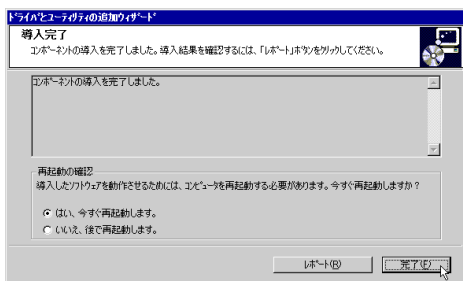 ﾄﾞﾗｲﾊﾞとﾕｰﾃｨﾘﾃｨの追加ｳｨｻﾞｰﾄﾞ
導入完了
ｺﾝﾎﾟｰﾈﾝﾄの導入を完了しました。導入結果を確認するには、「ﾚﾎﾟｰﾄ」ﾎﾞﾀﾝをｸﾘｯｸしてください。
ｺﾝﾎﾟｰﾈﾝﾄの導入を完了しました。
再起動の確認
導入したｿﾌﾄｳｪｱを動作させるためには、ｺﾝﾋﾟｭｰﾀを再起動する必要があります。今すぐ再起動しますか？
はい、今すぐ再起動します。
いいえ、後で再起動します。
ﾚﾎﾟｰﾄ(R)
完了(F)